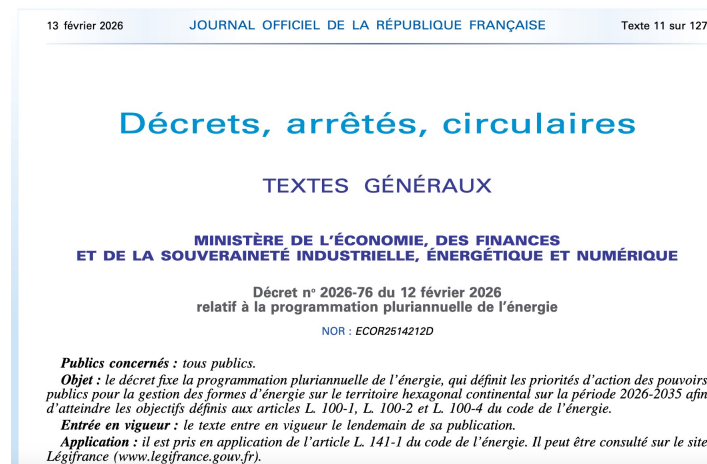 13 février 2026
JOURNAL OFFICIEL DE LA RÉPUBLIQUE FRANÇAISE
Texte 11 sur 127
Décrets, arrêtés, circulaires
TEXTES GÉNÉRAUX
MINISTÈRE DE L’ÉCONOMIE, DES FINANCES
ET DE LA SOUVERAINETÉ INDUSTRIELLE, ÉNERGÉTIQUE ET NUMÉRIQUE
Décret nº 2026-76 du 12 février 2026
relatif à la programmation pluriannuelle de l’énergie
NOR : ECOR2514212D
Publics concernés : tous publics.
Objet : le décret fixe la programmation pluriannuelle de l’énergie, qui définit les priorités d’action des pouvoirs
publics pour la gestion des formes d’énergie sur le territoire hexagonal continental sur la période 2026-2035 afin
d’atteindre les objectifs définis aux articles L. 100-1, L. 100-2 et L. 100-4 du code de l’énergie.
Entrée en vigueur : le texte entre en vigueur le lendemain de sa publication.
Application : il est pris en application de l’article L. 141-1 du code de l’énergie. Il peut être consulté sur le site
Légifrance (www.legifrance.gouv.fr).